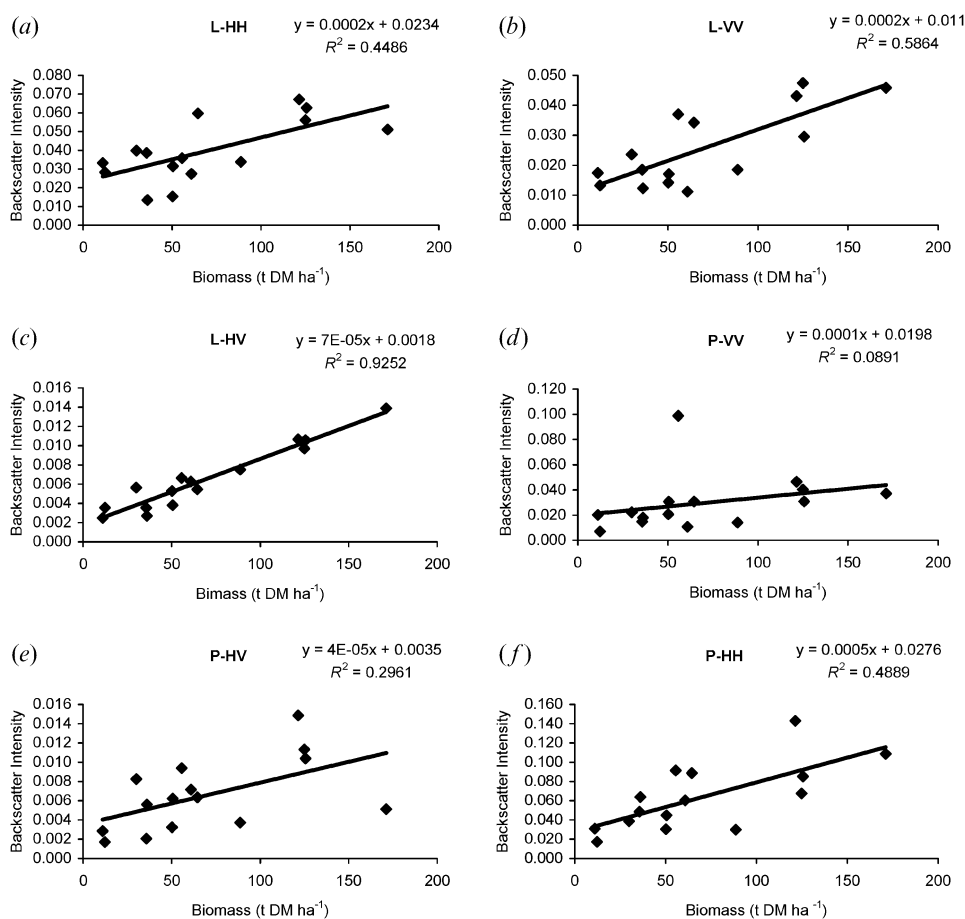 (a) L-HH y = 0.0002x + 0.0234
R² = 0.4486
Backscatter Intensity
0.080
0.070
0.060
0.050
0.040
0.030
0.020
0.010
0.000
0 50 100 150 200
Biomass (t DM ha⁻¹)
(b) L-VV y = 0.0002x + 0.011
R² = 0.5864
Backscatter Intensity
0.050
0.040
0.030
0.020
0.010
0.000
0 50 100 150 200
Biomass (t DM ha⁻¹)
(c) L-HV y = 7E-05x + 0.0018
R² = 0.9252
Backscatter Intensity
0.016
0.014
0.012
0.010
0.008
0.006
0.004
0.002
0.000
0 50 100 150 200
Bimass (t DM ha⁻¹)
(d) P-VV y = 0.0001x + 0.0198
R² = 0.0891
Backscatter Intensity
0.120
0.100
0.080
0.060
0.040
0.020
0.000
0 50 100 150 200
Biomass (t DM ha⁻¹)
(e) P-HV y = 4E-05x + 0.0035
R² = 0.2961
Backscatter Intensity
0.016
0.014
0.012
0.010
0.008
0.006
0.004
0.002
0.000
0 50 100 150 200
Biomass (t DM ha⁻¹)
(f) P-HH y = 0.0005x + 0.0276
R² = 0.4889
Backscatter Intensity
0.160
0.140
0.120
0.100
0.080
0.060
0.040
0.020
0.000
0 50 100 150 200
Biomass (t DM ha⁻¹)